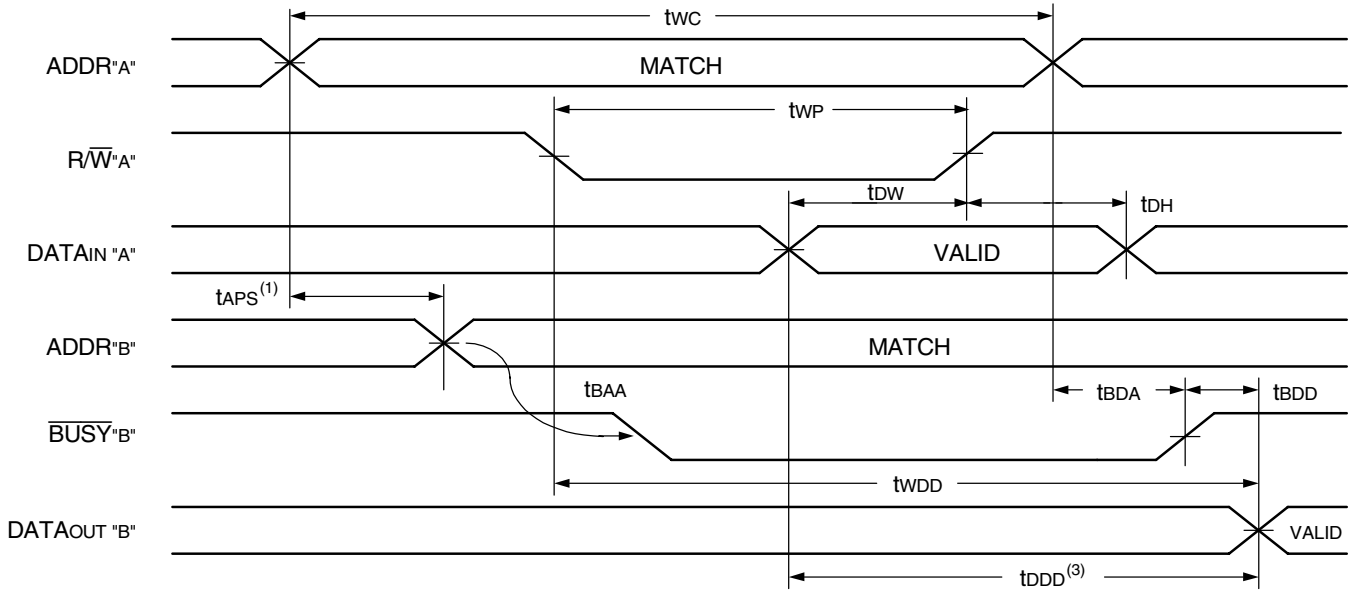 tWC
ADDR"A"
MATCH
tWP
R/W̅"A"
tDW
tDH
DATAIN "A"
VALID
tAPS(1)
ADDR"B"
MATCH
tBAA
tBDA
tBDD
B̅U̅S̅Y̅"B"
tWDD
DATAOUT "B"
VALID
tDDD(3)